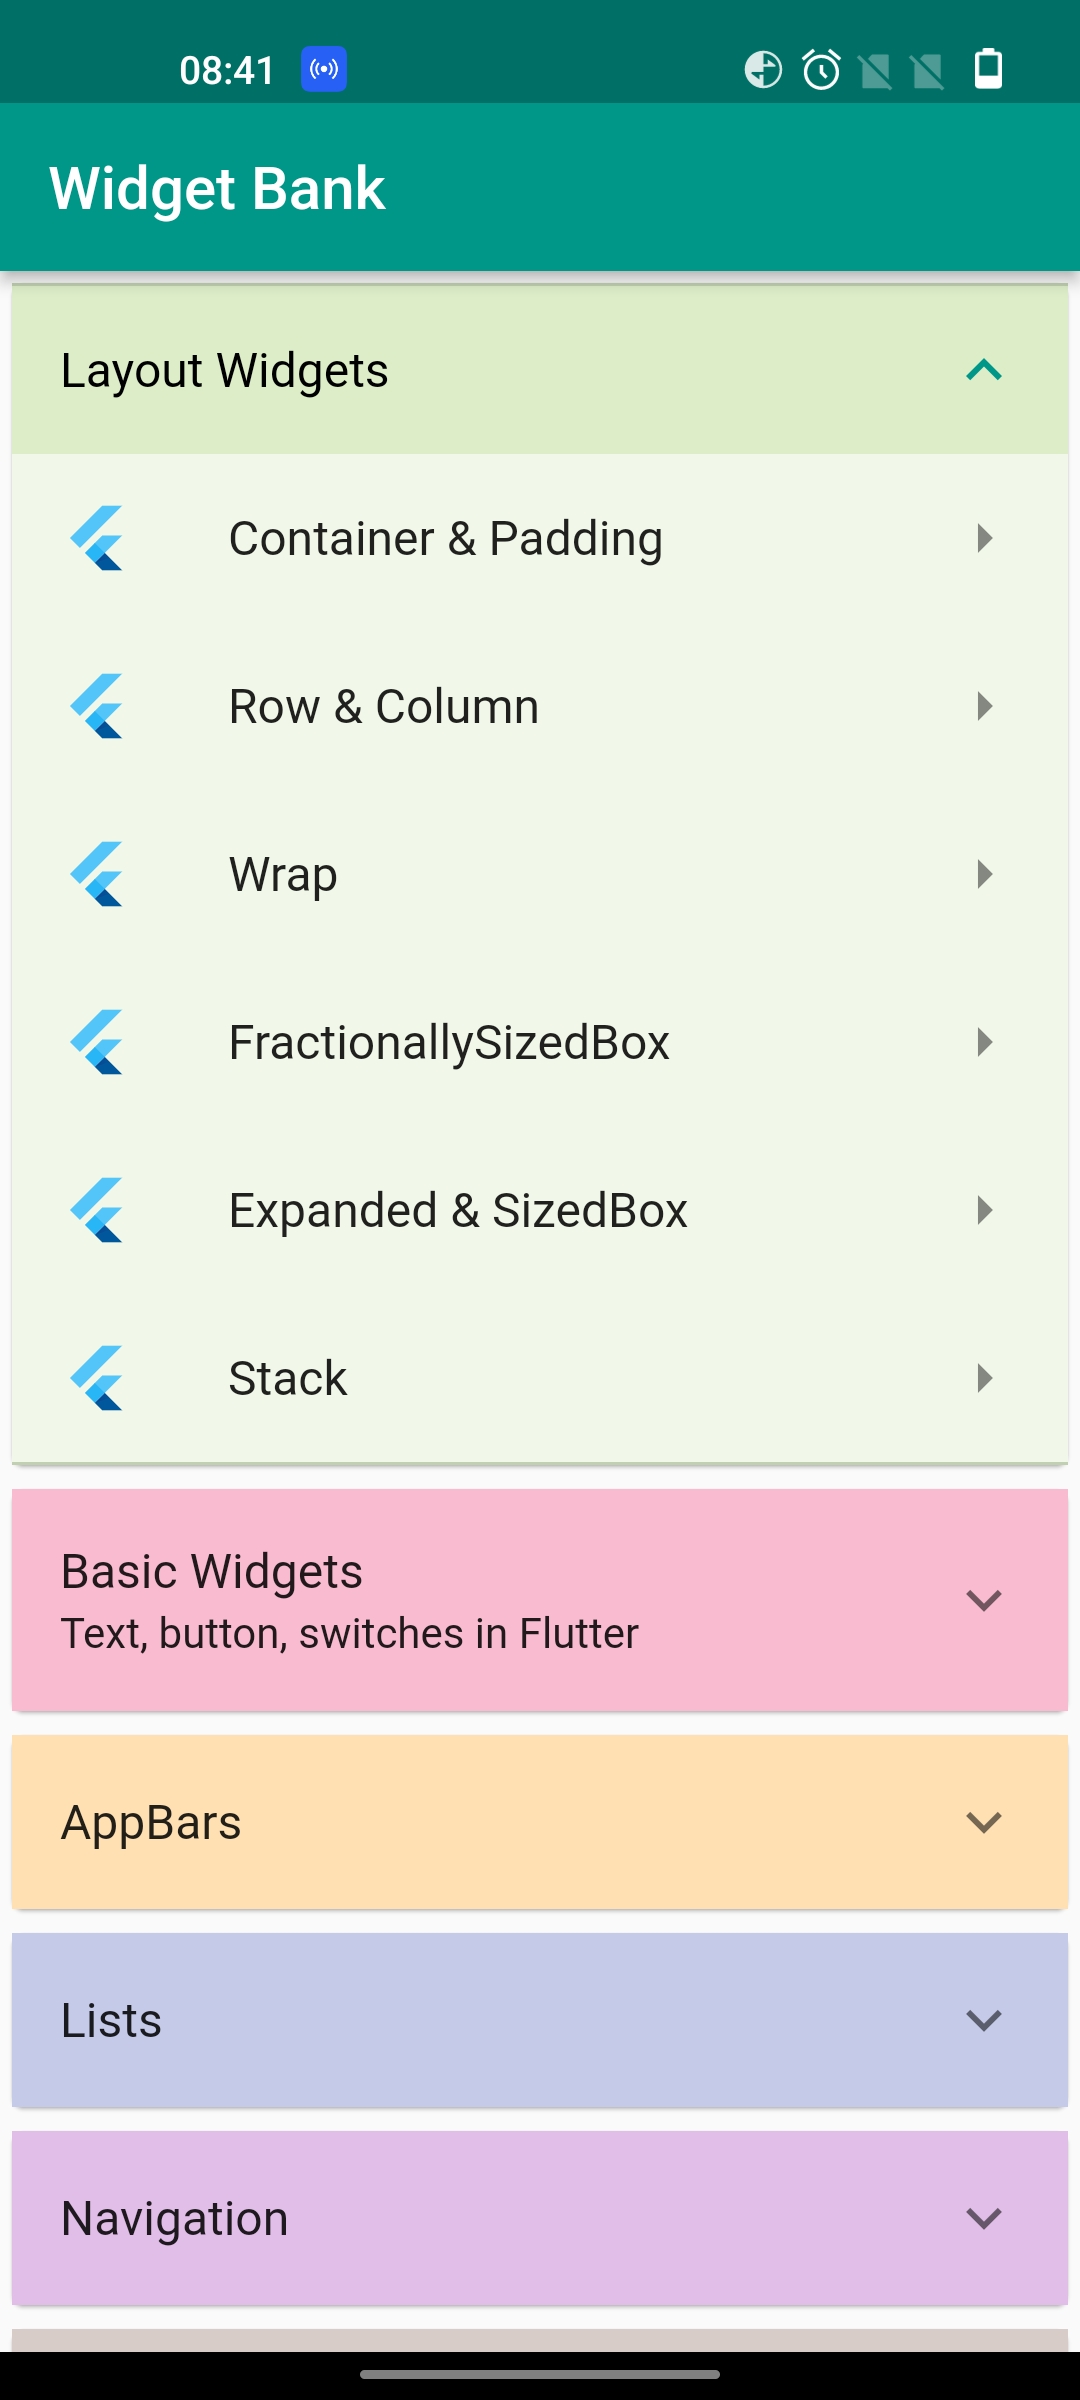 08:41
Widget Bank
Layout Widgets
Container & Padding
Row & Column
Wrap
FractionallySizedBox
Expanded & SizedBox
Stack
Basic Widgets
Text, button, switches in Flutter
AppBars
Lists
Navigation